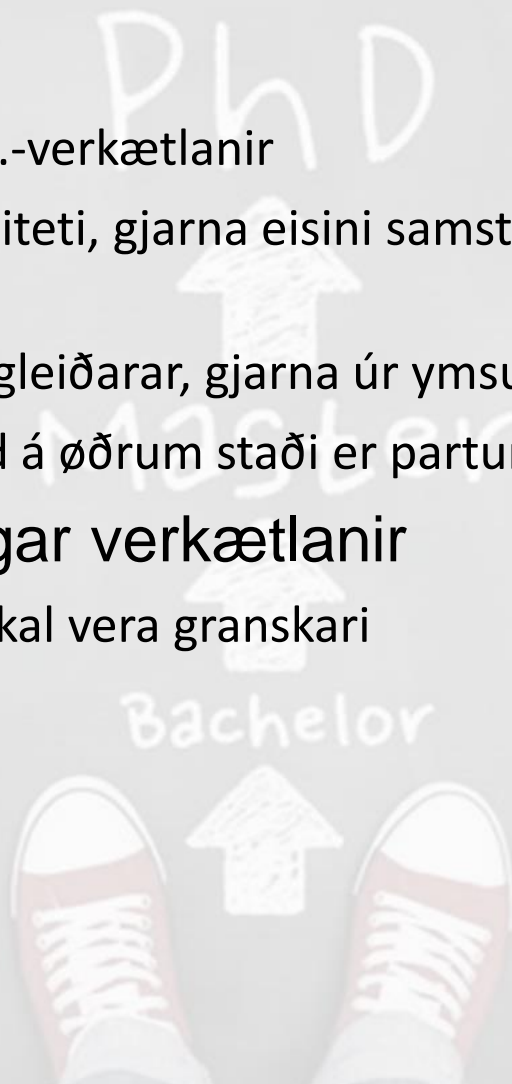 PhD
.-verkætlanir
iteti, gjarna eisini samst
gleiðarar, gjarna úr ymsu
Master
d á øðrum staði er partur
gar verkætlanir
kal vera granskari
Bachelor